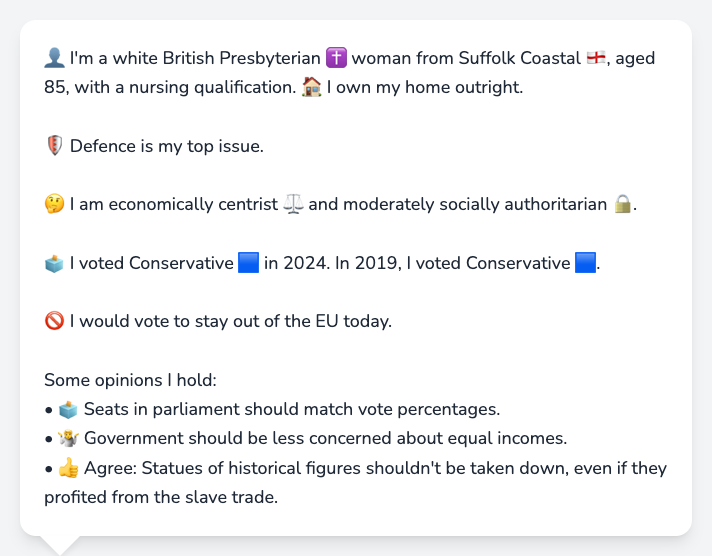 👤 I'm a white British Presbyterian ✝️ woman from Suffolk Coastal 🏴󠁧󠁢󠁥󠁮󠁧󠁿, aged
85, with a nursing qualification. 🏠 I own my home outright.
🛡️ Defence is my top issue.
🤔 I am economically centrist ⚖️ and moderately socially authoritarian 🔒.
🗳️ I voted Conservative 🟦 in 2024. In 2019, I voted Conservative 🟦.
🚫 I would vote to stay out of the EU today.
Some opinions I hold:
• 🗳️ Seats in parliament should match vote percentages.
• 🤷 Government should be less concerned about equal incomes.
• 👍 Agree: Statues of historical figures shouldn't be taken down, even if they
profited from the slave trade.